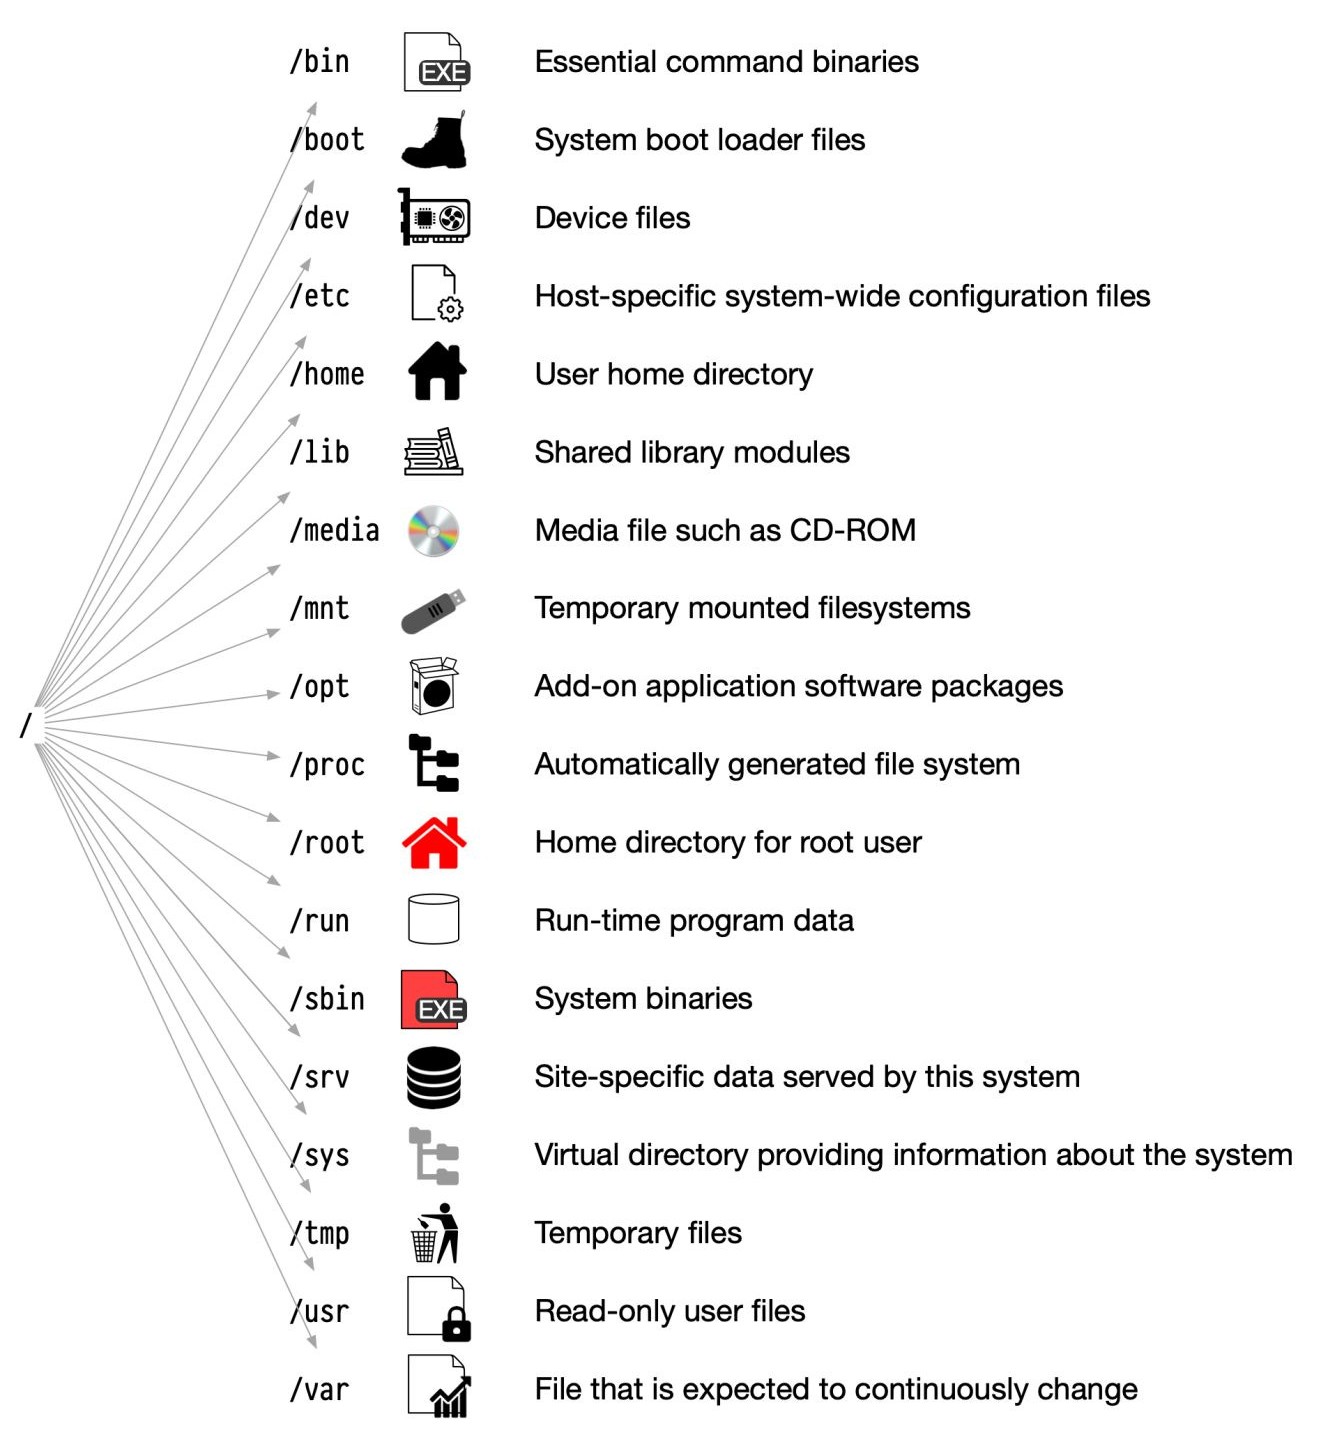 /bin EXE Essential command binaries
/boot System boot loader files
/dev Device files
/etc Host-specific system-wide configuration files
/home User home directory
/lib Shared library modules
/media Media file such as CD-ROM
/mnt Temporary mounted filesystems
/opt Add-on application software packages
/
/proc Automatically generated file system
/root Home directory for root user
/run Run-time program data
/sbin EXE System binaries
/srv Site-specific data served by this system
/sys Virtual directory providing information about the system
/tmp Temporary files
/usr Read-only user files
/var File that is expected to continuously change